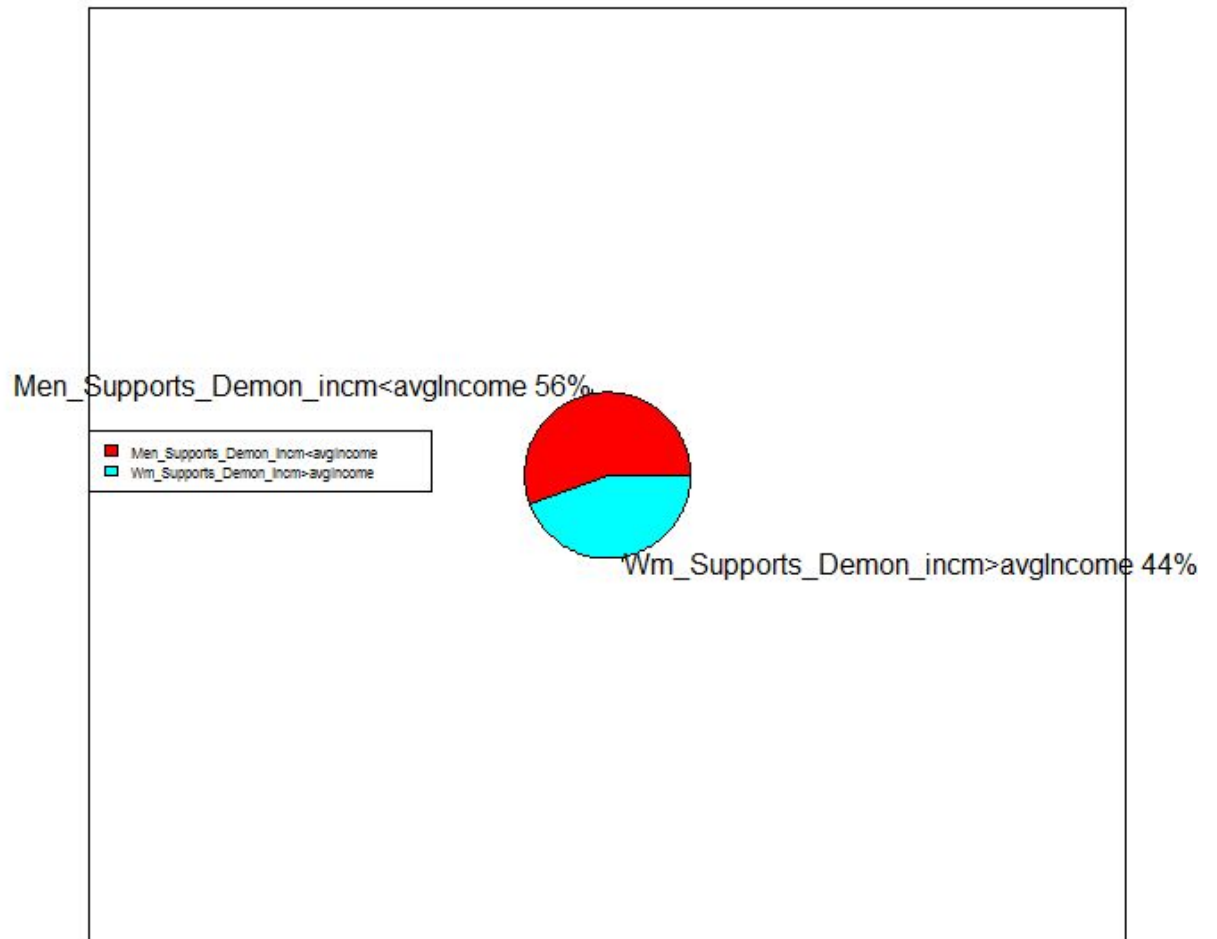 Men_Supports_Demon_incm<avgIncome 56%
Men_Supports_Demon_Incm<avgIncome
Wm_Supports_Demon_Incm>avgIncome
Wm_Supports_Demon_incm>avgIncome 44%